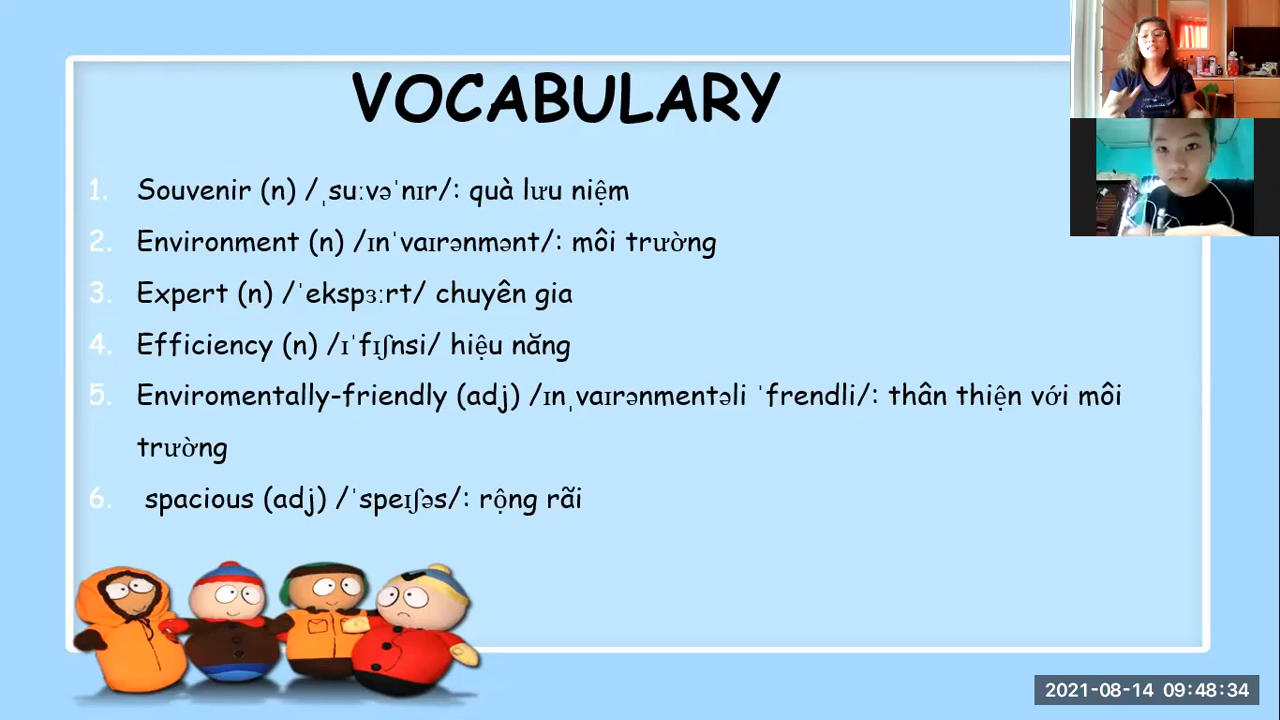 VOCABULARY
1. Souvenir (n) /ˌsuːvəˈnɪr/: quà lưu niệm
2. Environment (n) /ɪnˈvaɪrənmənt/: môi trường
3. Expert (n) /ˈekspɜːrt/ chuyên gia
4. Efficiency (n) /ɪˈfɪʃnsi/ hiệu năng
5. Enviromentally-friendly (adj) /ɪnˌvaɪrənmentəli ˈfrendli/: thân thiện với môi
trường
6. spacious (adj) /ˈspeɪʃəs/: rộng rãi
2021-08-14 09:48:34